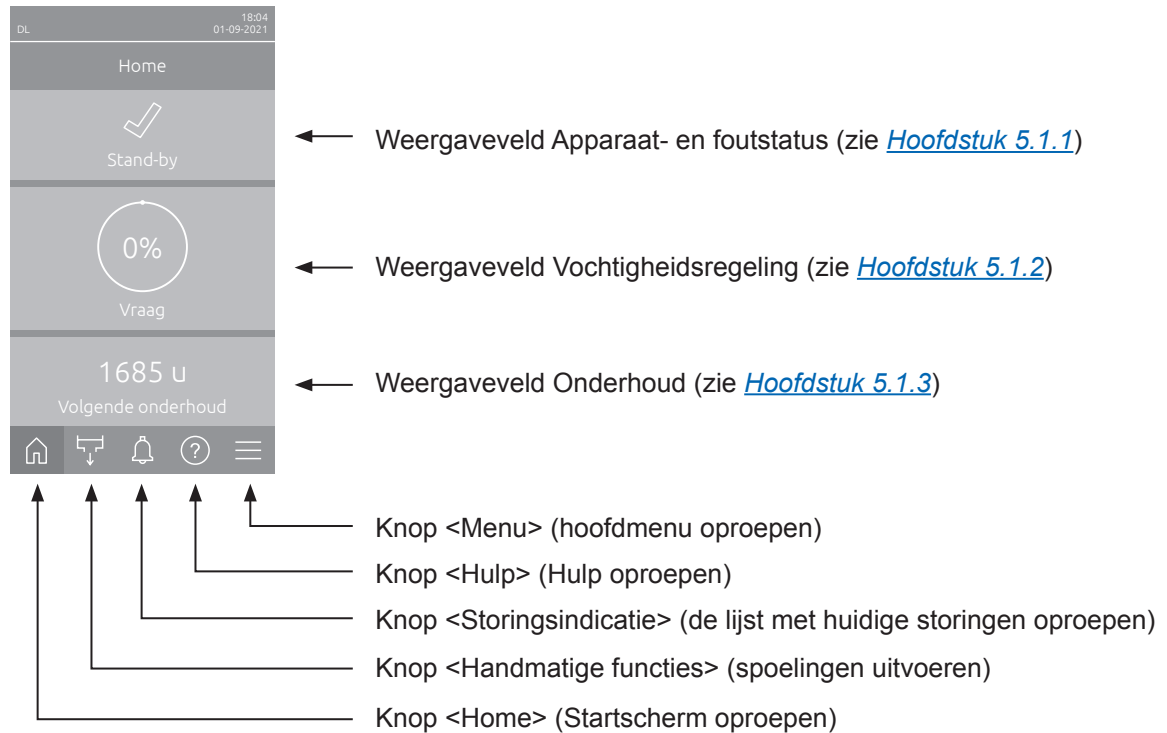 18:04
DL 01-09-2021
Home
Stand-by
Weergaveveld Apparaat- en foutstatus (zie Hoofdstuk 5.1.1)
0%
Vraag
Weergaveveld Vochtigheidsregeling (zie Hoofdstuk 5.1.2)
1685 u
Volgende onderhoud
Weergaveveld Onderhoud (zie Hoofdstuk 5.1.3)
?
Knop <Menu> (hoofdmenu oproepen)
Knop <Hulp> (Hulp oproepen)
Knop <Storingsindicatie> (de lijst met huidige storingen oproepen)
Knop <Handmatige functies> (spoelingen uitvoeren)
Knop <Home> (Startscherm oproepen)